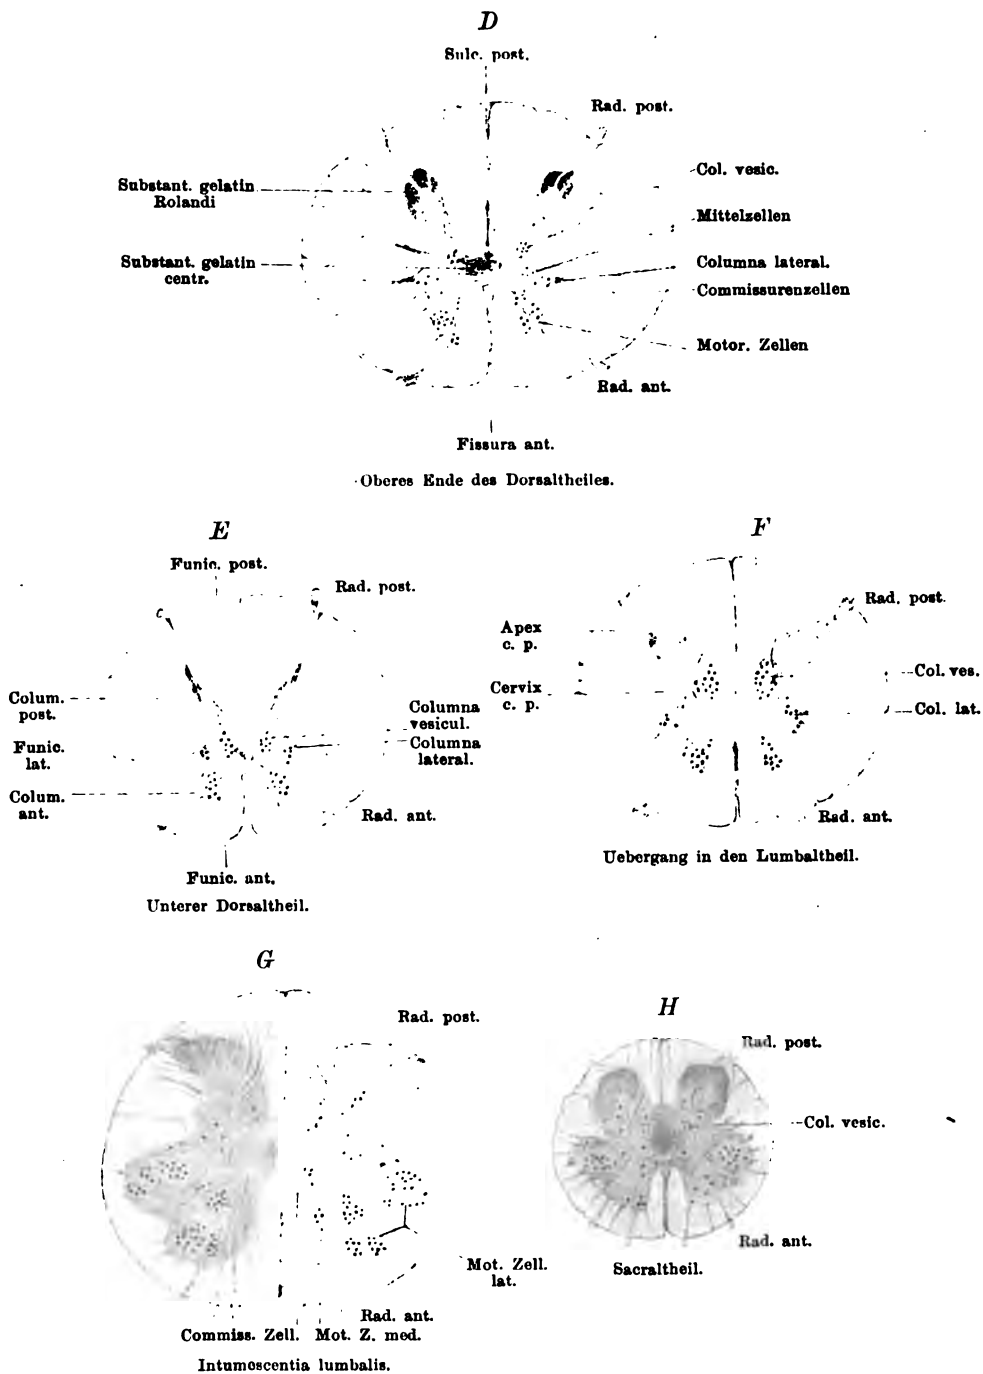 D
Sulc. post.
Rad. post.
Col. vesic.
Substant. gelatin
Rolandi
Mittelzellen
Substant. gelatin
centr.
Columna lateral.
Commissurenzellen
Motor. Zellen
Rad. ant.
Fissura ant.
Oberes Ende des Dorsaltheiles.
E
Funic. post.
Rad. post.
c
Colum.
post.
Columna
vesicul.
Funic.
lat.
Columna
lateral.
Colum.
ant.
Rad. ant.
Funic. ant.
Unterer Dorsaltheil.
F
Rad. post.
Apex
c. p.
Col. ves.
Cervix
c. p.
Col. lat.
Rad. ant.
Uebergang in den Lumbaltheil.
G
Rad. post.
Mot. Zell.
lat.
Rad. ant.
Commiss. Zell. Mot. Z. med.
Intumoscentia lumbalis.
H
Rad. post.
Col. vesic.
Rad. ant.
Sacraltheil.